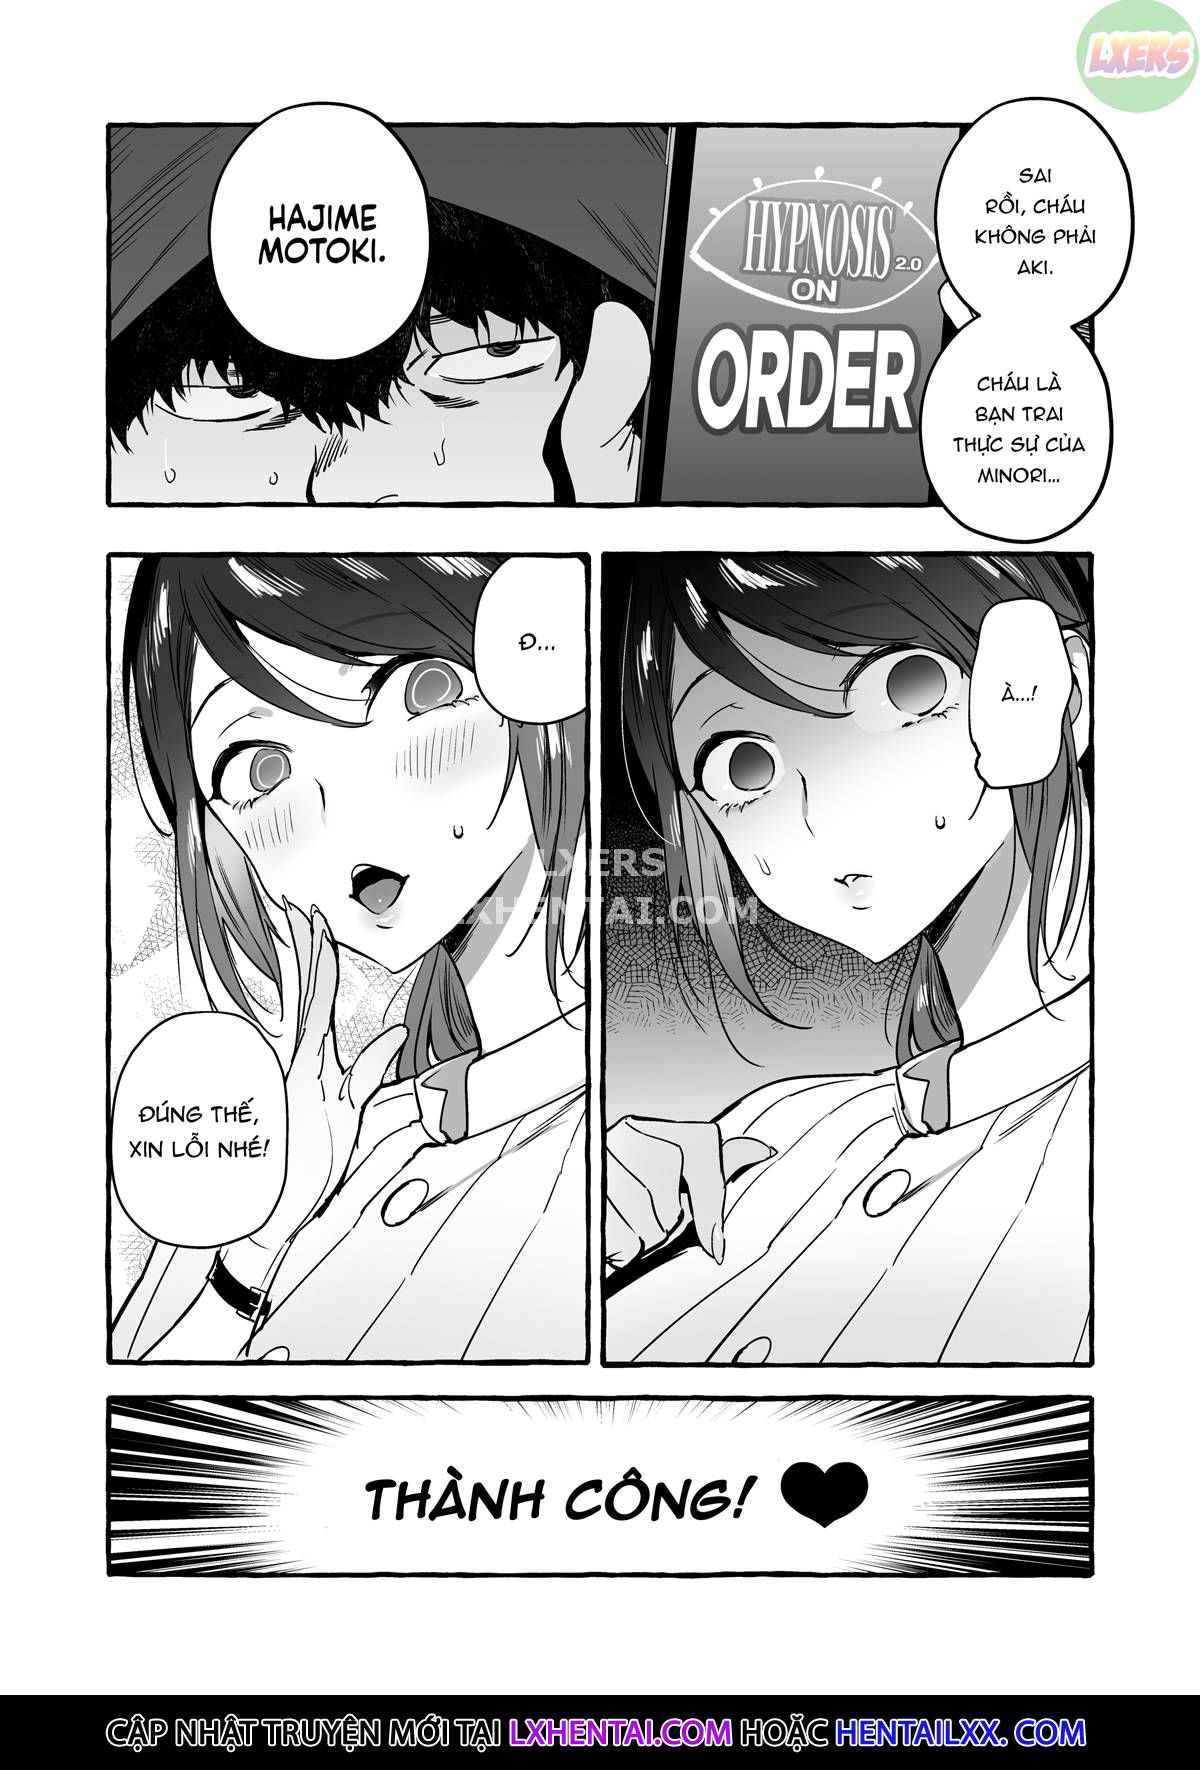 LXERS
SAI
RỒI, CHÁU
KHÔNG PHẢI
AKI.
CHÁU LÀ
BẠN TRAI
THỰC SỰ CỦA
MINORI...
HYPNOSIS 2.0
ON
ORDER
HAJIME
MOTOKI.
À...!
Đ...
ĐÚNG THẾ,
XIN LỖI NHÉ!
LXERS
LXHENTAI.COM
THÀNH CÔNG!
CẬP NHẬT TRUYỆN MỚI TẠI LXHENTAI.COM HOẶC HENTAILXX. COM